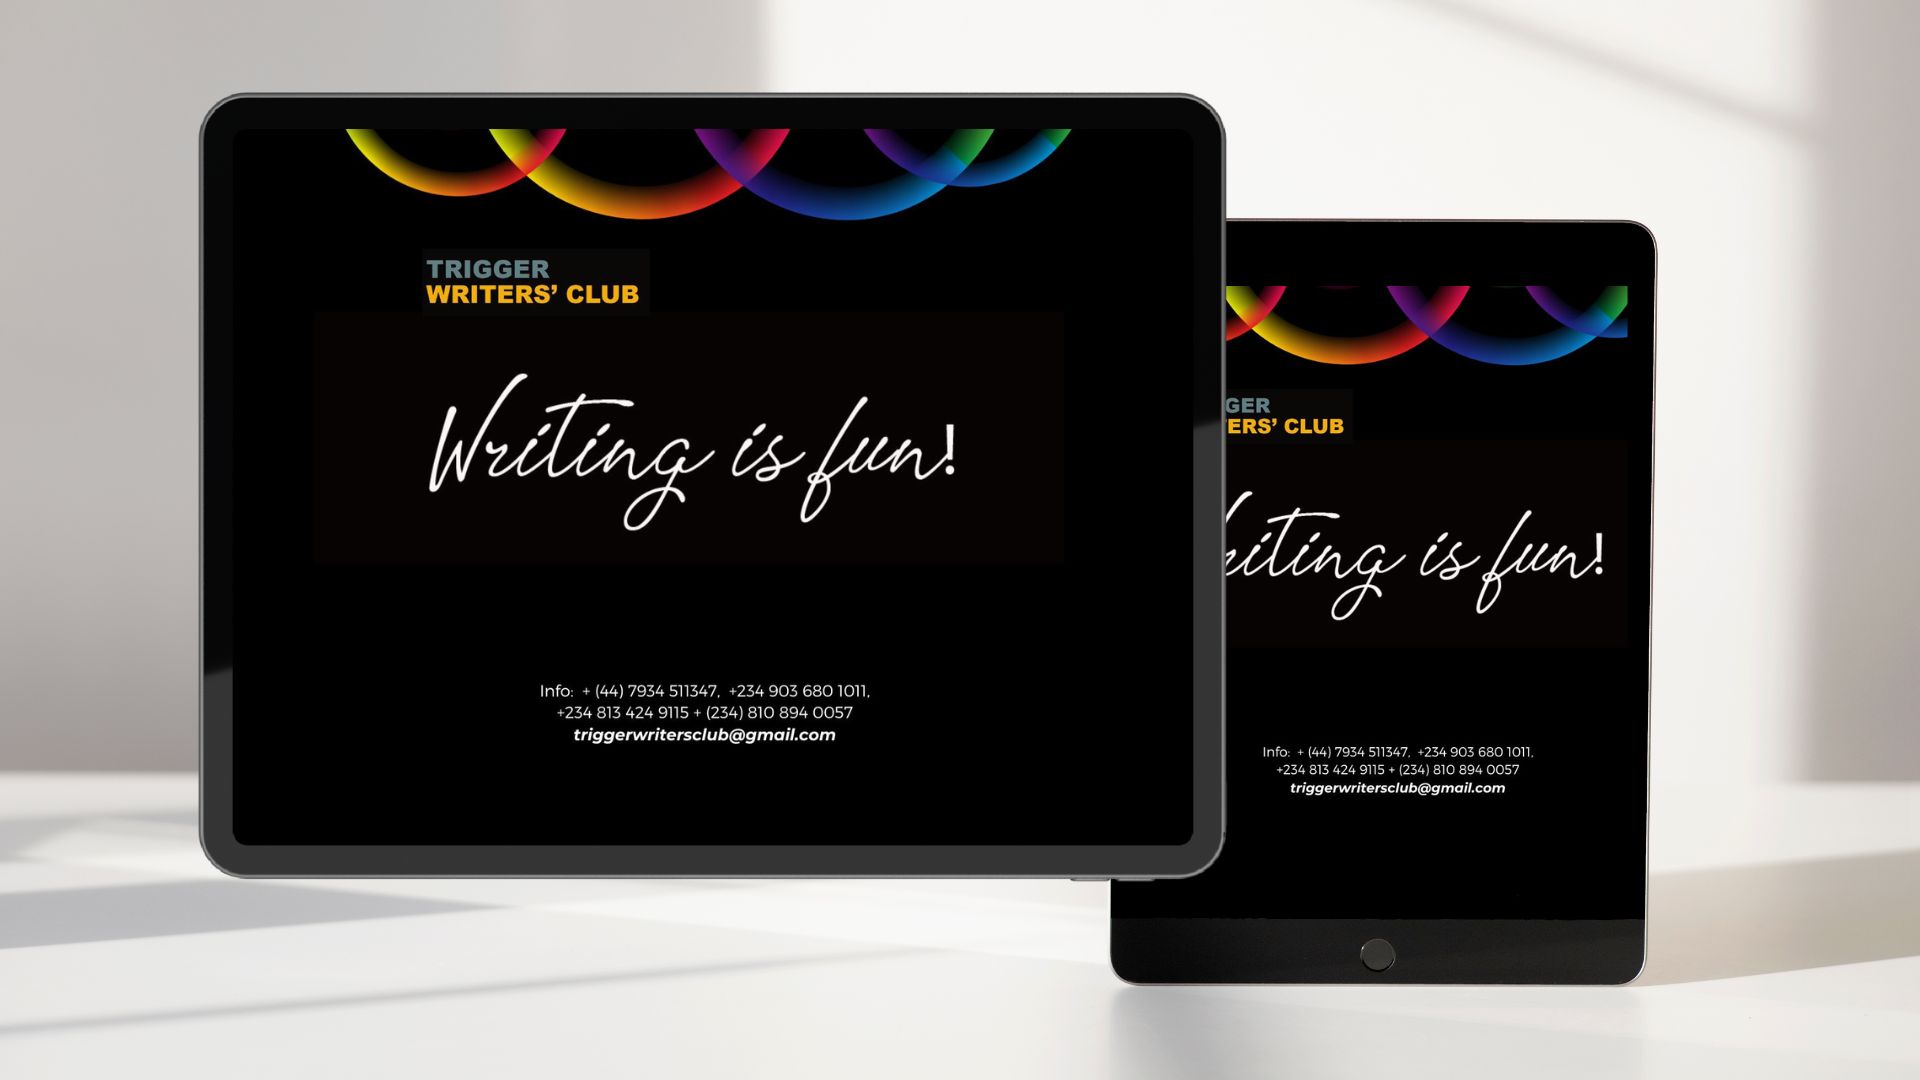 TRIGGER
WRITERS’ CLUB
Writing is fun!
Info: + (44) 7934 511347, +234 903 680 1011,
+234 813 424 9115 + (234) 810 894 0057
triggerwritersclub@gmail.com
GER
ERS’ CLUB
iting is fun!
Info: + (44) 7934 511347, +234 903 680 1011,
+234 813 424 9115 + (234) 810 894 0057
triggerwritersclub@gmail.com